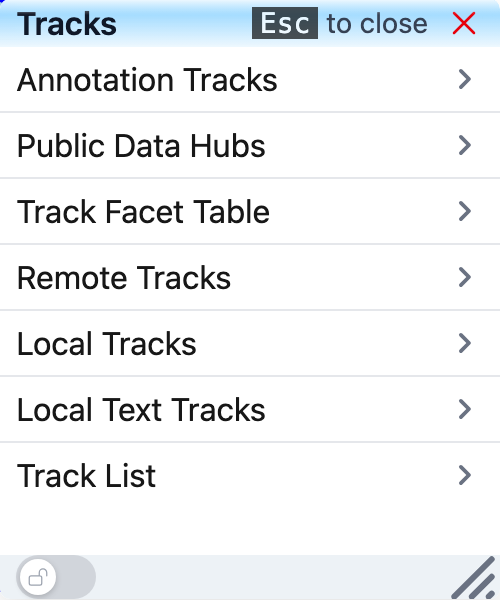 Tracks Esc to close
Annotation Tracks
Public Data Hubs
Track Facet Table
Remote Tracks
Local Tracks
Local Text Tracks
Track List